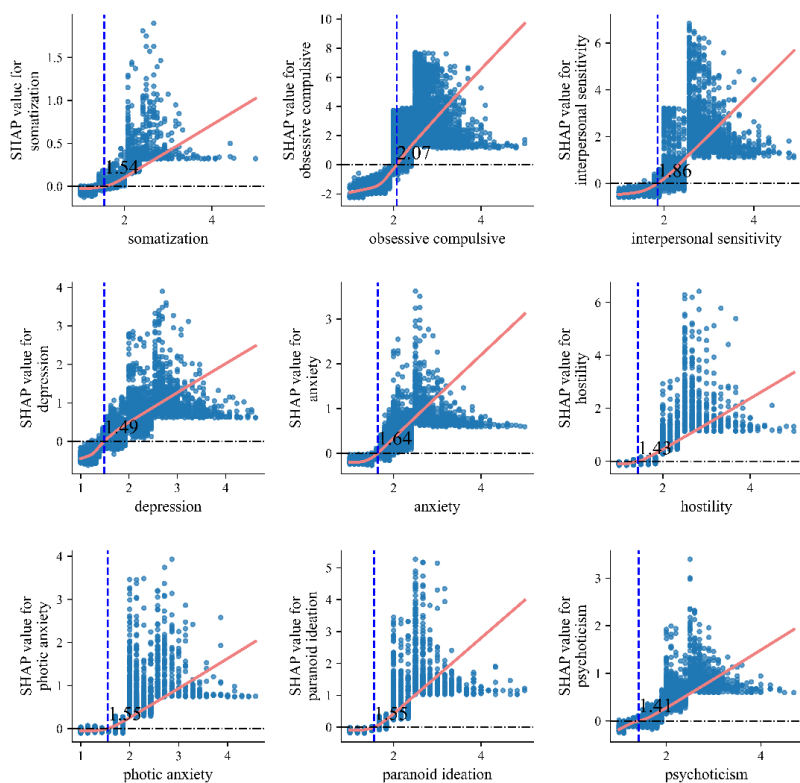 SHAP value for
somatization
1.5
1.0
0.5
0.0
1.54
2
4
somatization
SHAP value for
obsessive compulsive
10
8
6
4
2
0
−2
2.07
2
4
obsessive compulsive
SHAP value for
interpersonal sensitivity
6
4
2
0
1.86
2
4
interpersonal sensitivity
SHAP value for
depression
4
3
2
1
0
1.49
1
2
3
4
depression
SHAP value for
anxiety
3
2
1
0
1.64
2
4
anxiety
SHAP value for
hostility
6
4
2
0
1.43
2
4
hostility
SHAP value for
photic anxiety
4
3
2
1
0
1.55
1
2
3
4
photic anxiety
SHAP value for
paranoid ideation
5
4
3
2
1
0
1.55
2
4
paranoid ideation
SHAP value for
psychoticism
3
2
1
0
1.41
2
4
psychoticism